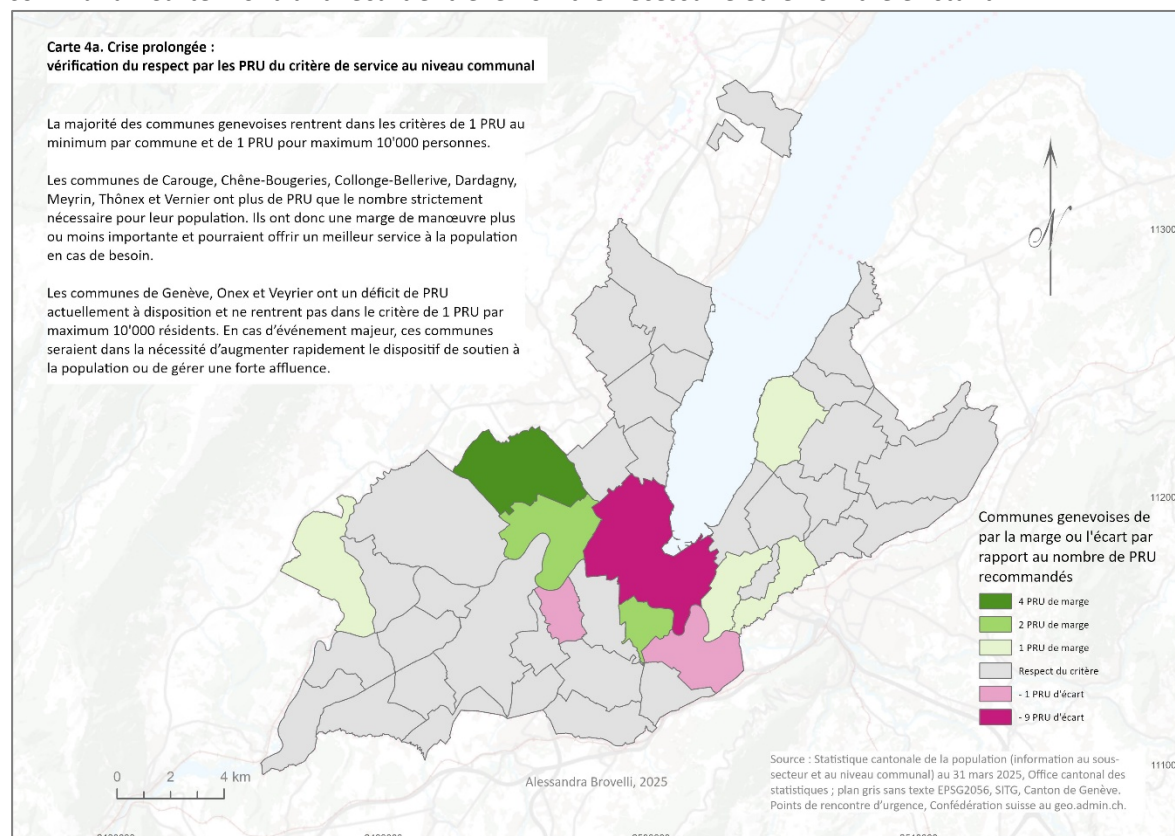 Carte 4a. Crise prolongée :
vérification du respect par les PRU du critère de service au niveau communal
La majorité des communes genevoises rentrent dans les critères de 1 PRU au
minimum par commune et de 1 PRU pour maximum 10'000 personnes.
Les communes de Carouge, Chêne-Bougeries, Collonge-Bellerive, Dardagny,
Meyrin, Thônex et Vernier ont plus de PRU que le nombre strictement
nécessaire pour leur population. Ils ont donc une marge de manœuvre plus
ou moins importante et pourraient offrir un meilleur service à la population
en cas de besoin.
Les communes de Genève, Onex et Veyrier ont un déficit de PRU
actuellement à disposition et ne rentrent pas dans le critère de 1 PRU par
maximum 10'000 résidents. En cas d'événement majeur, ces communes
seraient dans la nécessité d'augmenter rapidement le dispositif de soutien à
la population ou de gérer une forte affluence.
11300
11200
Communes genevoises de
par la marge ou l'écart par
rapport au nombre de PRU
recommandés
4 PRU de marge
2 PRU de marge
1 PRU de marge
Respect du critère
- 1 PRU d'écart
- 9 PRU d'écart
11100
0 2 4 km
Alessandra Brovelli, 2025
Source : Statistique cantonale de la population (information au sous-
secteur et au niveau communal) au 31 mars 2025, Office cantonal des
statistiques ; plan gris sans texte EPSG2056, SITG, Canton de Genève.
Points de rencontre d'urgence, Confédération suisse au geo.admin.ch.